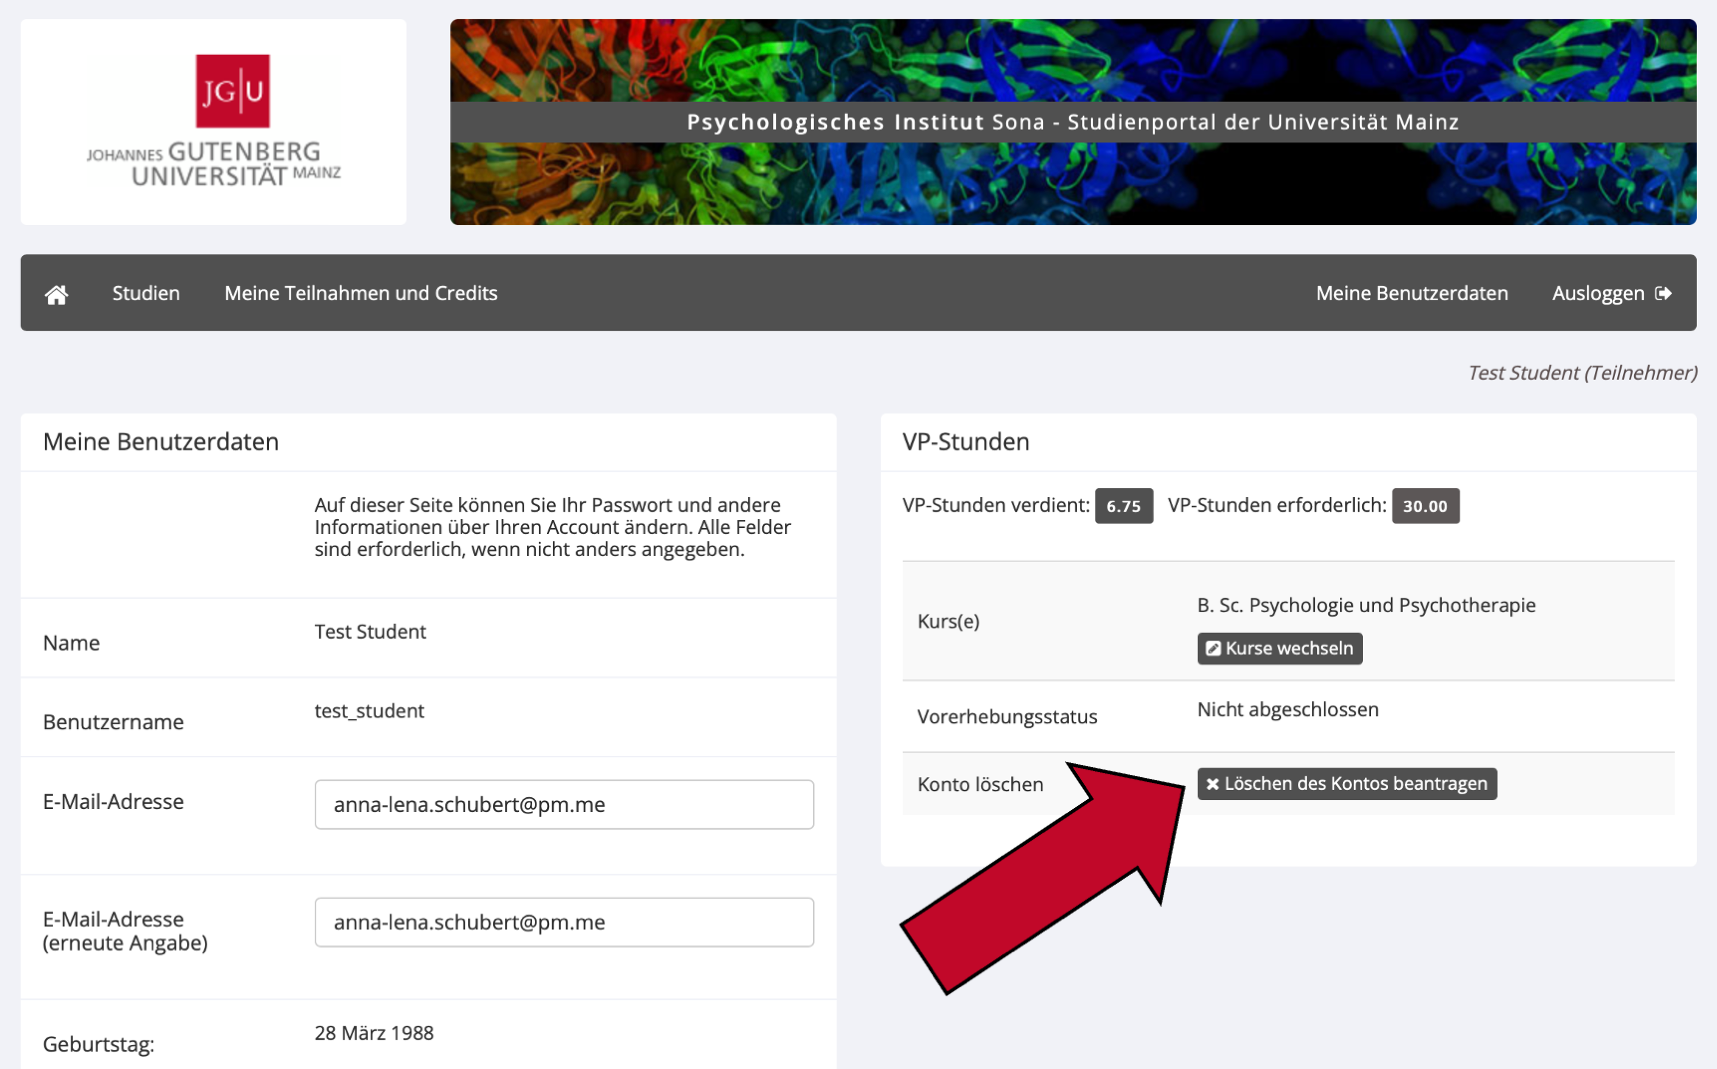 JG|U
JOHANNES GUTENBERG
UNIVERSITÄT MAINZ
Psychologisches Institut Sona - Studienportal der Universität Mainz
Studien
Meine Teilnahmen und Credits
Meine Benutzerdaten
Ausloggen
Test Student (Teilnehmer)
Meine Benutzerdaten
Auf dieser Seite können Sie Ihr Passwort und andere
Informationen über Ihren Account ändern. Alle Felder
sind erforderlich, wenn nicht anders angegeben.
Name
Test Student
Benutzername
test_student
E-Mail-Adresse
anna-lena.schubert@pm.me
E-Mail-Adresse
(erneute Angabe)
anna-lena.schubert@pm.me
Geburtstag:
28 März 1988
VP-Stunden
VP-Stunden verdient: 6.75 VP-Stunden erforderlich: 30.00
Kurs(e)
B. Sc. Psychologie und Psychotherapie
Kurse wechseln
Vorerhebungsstatus
Nicht abgeschlossen
Konto löschen
Löschen des Kontos beantragen